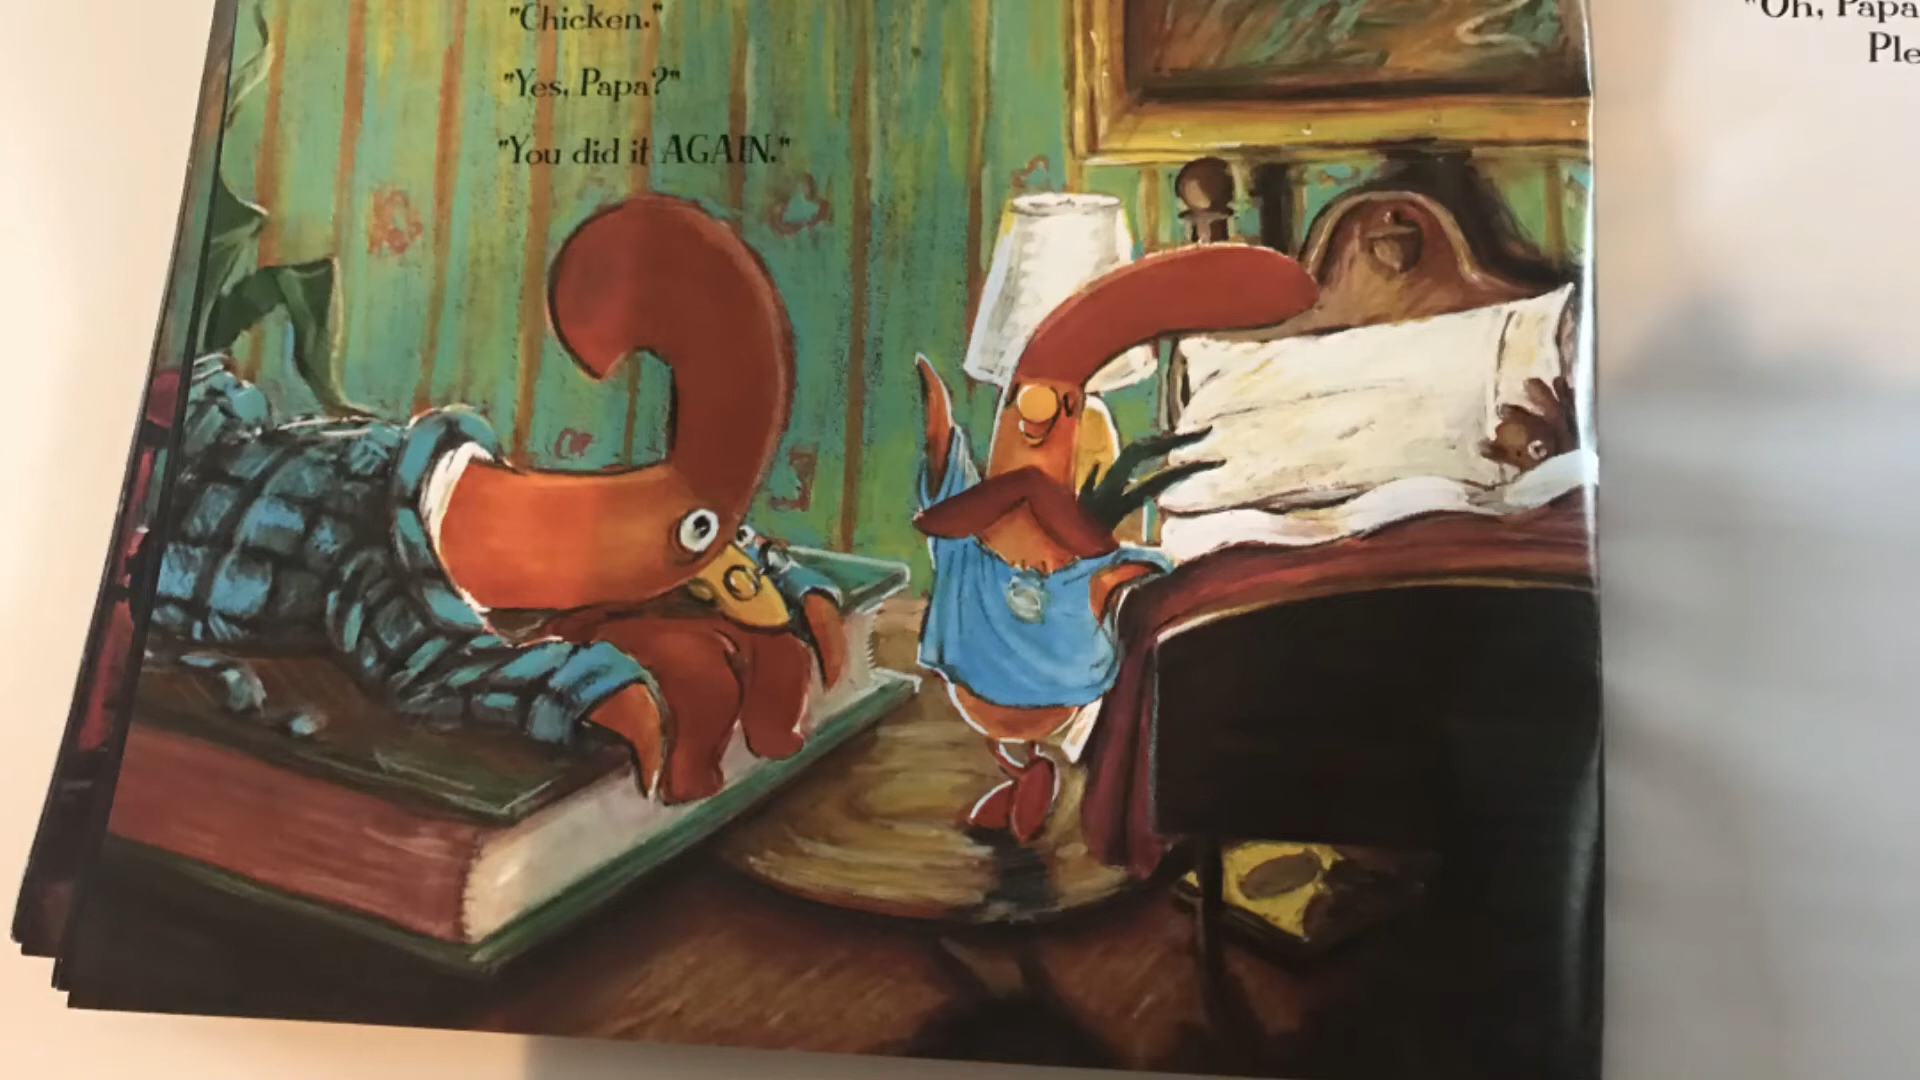 "Chicken."
"Yes, Papa?"
"You did it AGAIN."
"Oh, Papa
Ple